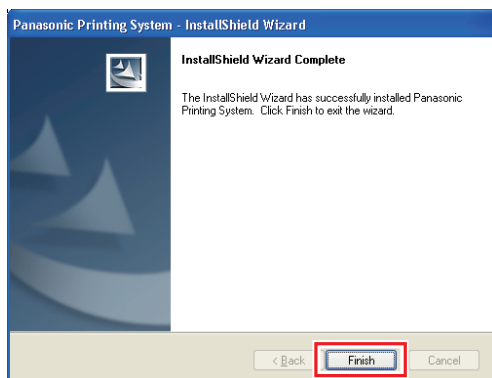 Panasonic Printing System - InstallShield Wizard
InstallShield Wizard Complete
The InstallShield Wizard has successfully installed Panasonic
Printing System. Click Finish to exit the wizard.
< Back
Finish
Cancel